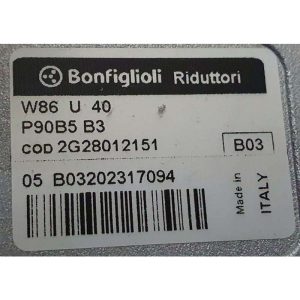 Bonfiglioli Riduttori
W86 U 40
P90B5 B3
COD 2G28012151
B03
05 B03202317094
Made in
ITALY